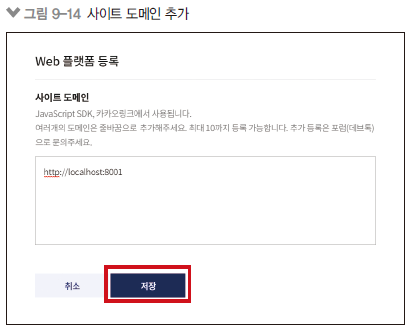 그림 9-14 사이트 도메인 추가
Web 플랫폼 등록
사이트 도메인
JavaScript SDK, 카카오링크에서 사용됩니다.
여러개의 도메인은 줄바꿈으로 추가해주세요. 최대 10까지 등록 가능합니다. 추가 등록은 포럼(데브톡)
으로 문의주세요.
http://localhost:8001
취소
저장